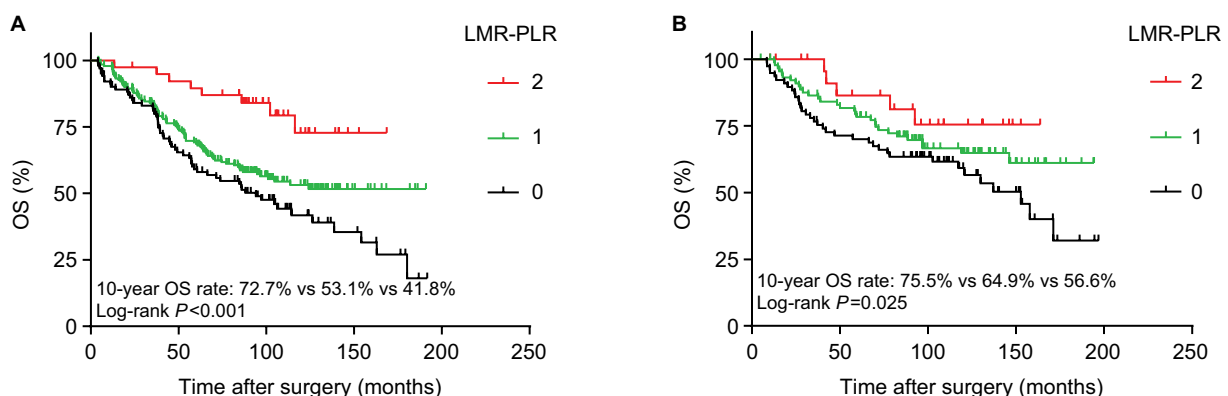 A
LMR-PLR
2
1
0
100
75
50
25
0
OS (%)
10-year OS rate: 72.7% vs 53.1% vs 41.8%
Log-rank P<0.001
0 50 100 150 200 250
Time after surgery (months)
B
LMR-PLR
2
1
0
100
75
50
25
0
OS (%)
10-year OS rate: 75.5% vs 64.9% vs 56.6%
Log-rank P=0.025
0 50 100 150 200 250
Time after surgery (months)